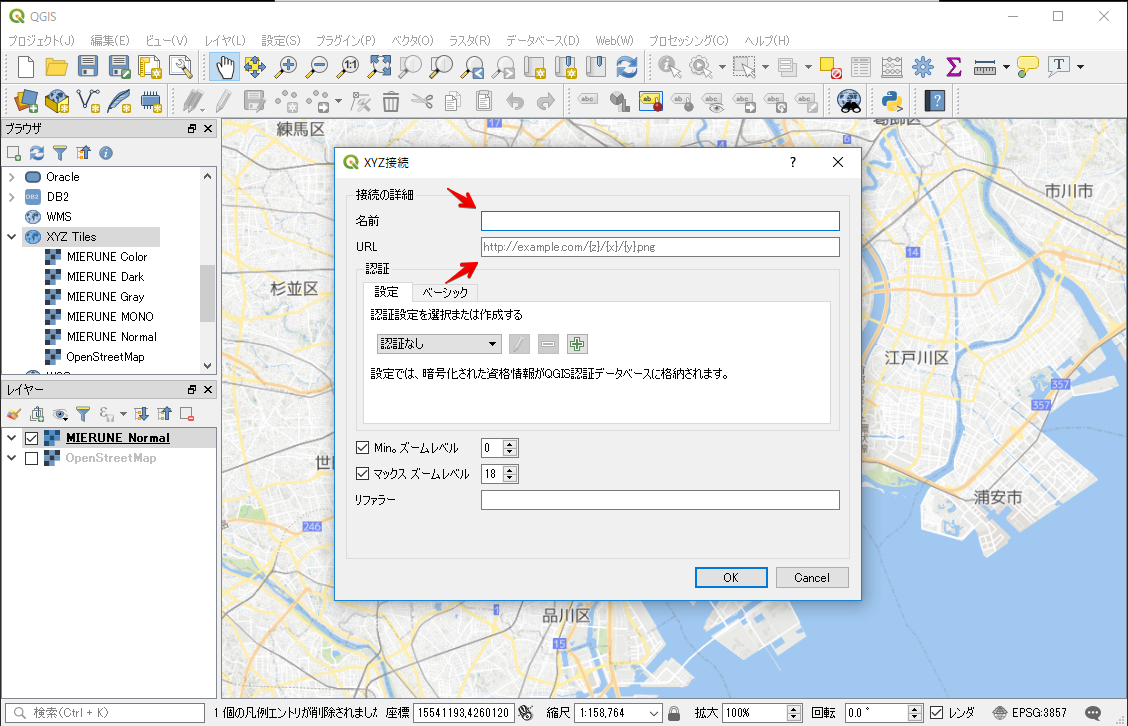 QGIS
プロジェクト(J) 編集(E) ビュー(V) レイヤ(L) 設定(S) プラグイン(P) ベクタ(O) ラスタ(R) データベース(D) Web(W) プロセッシング(C) ヘルプ(H)
ブラウザ
Oracle
DB2
WMS
XYZ Tiles
MIERUNE Color
MIERUNE Dark
MIERUNE Gray
MIERUNE MONO
MIERUNE Normal
OpenStreetMap
レイヤー
MIERUNE Normal
OpenStreetMap
練馬区
17
6
市川市
14
杉並区
江戸川区
357
357
浦安市
246
品川区
1
15
XYZ接続
接続の詳細
名前
URL http://example.com/{z}/{x}/{y}.png
認証
設定 ベーシック
認証設定を選択または作成する
認証なし
設定では、暗号化された資格情報がQGIS認証データベースに格納されます。
Min。ズームレベル 0
マックス ズームレベル 18
リファラー
OK Cancel
検索(Ctrl + K) 1 個の凡例エントリが削除されました 座標 15541193,4260120 縮尺 1:158,764 拡大 100% 回転 0.0 ° レンダ EPSG:3857